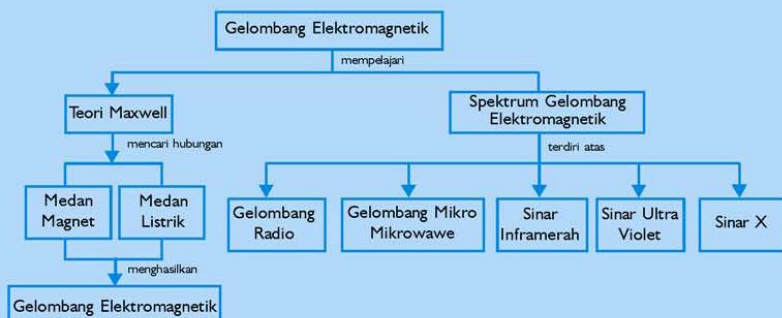 Gelombang Elektromagnetik
mempelajari
Teori Maxwell
mencari hubungan
Medan
Magnet
Medan
Listrik
menghasilkan
Gelombang Elektromagnetik
Spektrum Gelombang
Elektromagnetik
terdiri atas
Gelombang
Radio
Gelombang Mikro
Mikrowawe
Sinar
Inframerah
Sinar Ultra
Violet
Sinar X